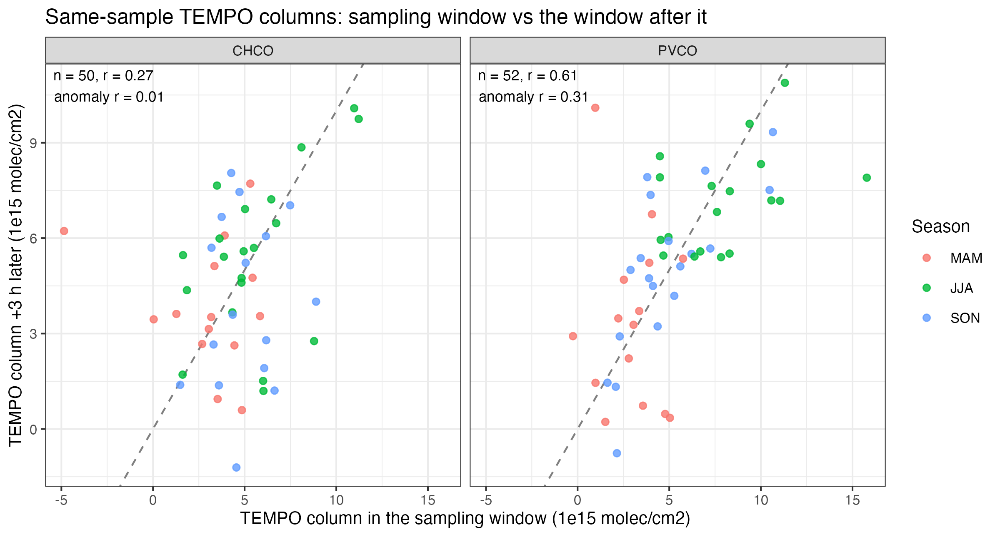 Same-sample TEMPO columns: sampling window vs the window after it
CHCO
PVCO
n = 50, r = 0.27
anomaly r = 0.01
n = 52, r = 0.61
anomaly r = 0.31
TEMPO column +3 h later (1e15 molec/cm2)
9
6
3
0
-5 0 5 10 15
-5 0 5 10 15
TEMPO column in the sampling window (1e15 molec/cm2)
Season
MAM
JJA
SON